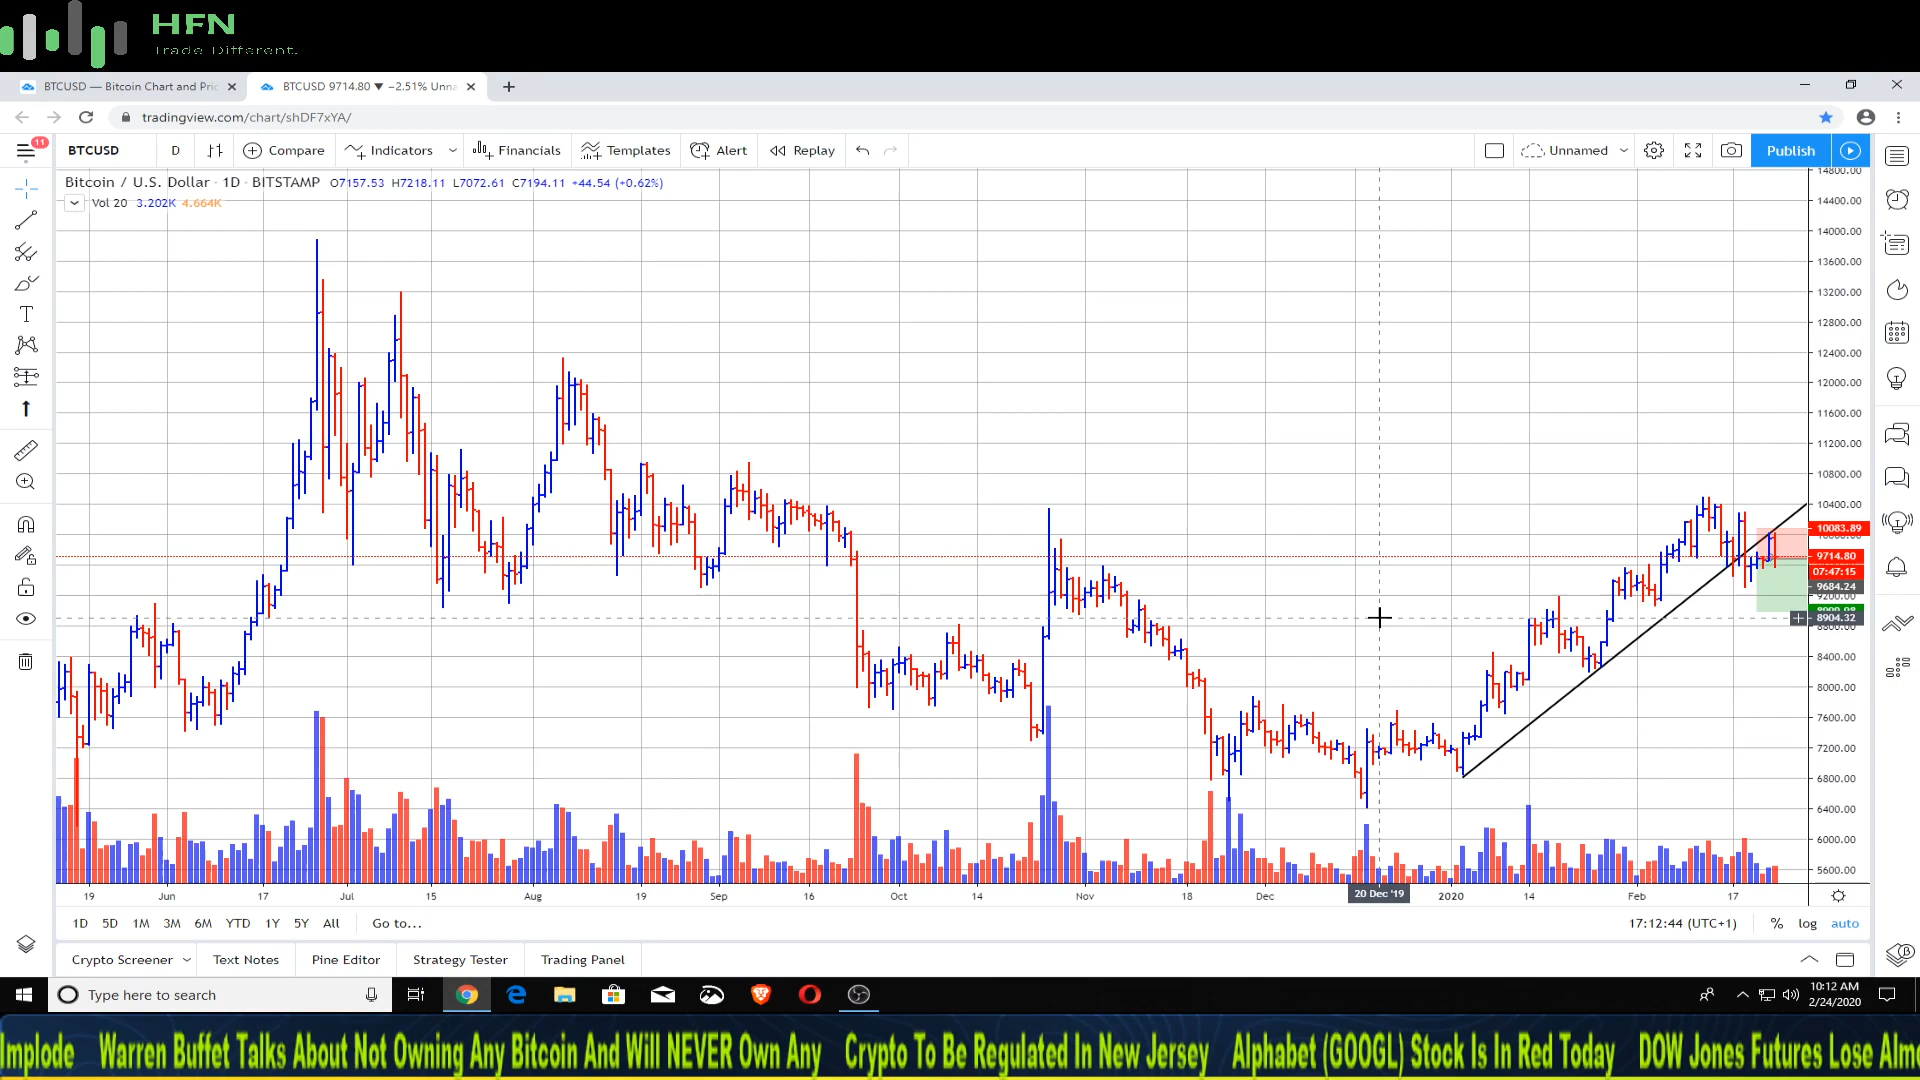 HFN
Trade Different.
BTCUSD — Bitcoin Chart and Pric
BTCUSD 9714.80 ▼ −2.51% Unna
tradingview.com/chart/shDF7xYA/
11
BTCUSD D Compare Indicators Financials Templates Alert Replay Unnamed Publish
Bitcoin / U.S. Dollar · 1D · BITSTAMP O7157.53 H7218.11 L7072.61 C7194.11 +44.54 (+0.62%)
Vol 20 3.202K 4.664K
14800.00
14400.00
14000.00
13600.00
13200.00
12800.00
12400.00
12000.00
11600.00
11200.00
10800.00
10400.00
10083.89
9714.80
07:47:15
9684.24
9200.00
8904.32
8400.00
8000.00
7600.00
7200.00
6800.00
6400.00
6000.00
5600.00
19 Jun 17 Jul 15 Aug 19 Sep 16 Oct 14 Nov 18 Dec 20 Dec '19 2020 14 Feb 17
1D 5D 1M 3M 6M YTD 1Y 5Y All Go to... 17:12:44 (UTC+1) % log auto
Crypto Screener Text Notes Pine Editor Strategy Tester Trading Panel
Type here to search
10:12 AM
2/24/2020
Implode Warren Buffet Talks About Not Owning Any Bitcoin And Will NEVER Own Any Crypto To Be Regulated In New Jersey Alphabet (GOOGL) Stock Is In Red Today DOW Jones Futures Lose Almo